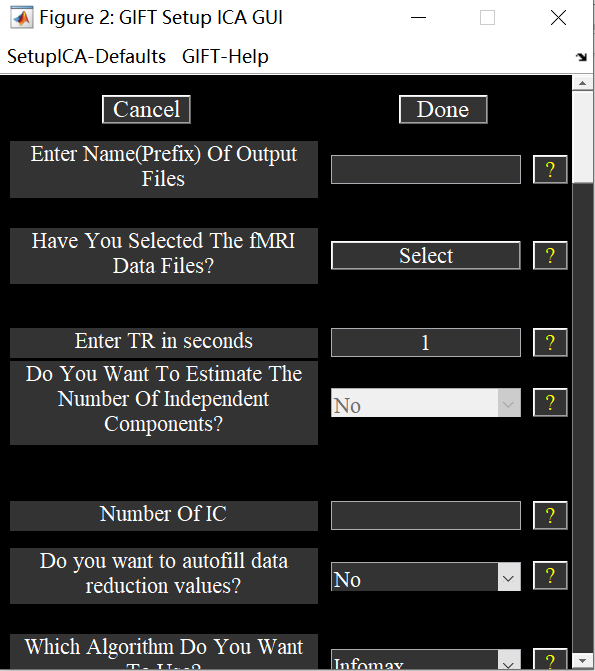 Figure 2: GIFT Setup ICA GUI
SetupICA-Defaults GIFT-Help
Cancel Done
Enter Name(Prefix) Of Output
Files
?
Have You Selected The fMRI
Data Files?
Select ?
Enter TR in seconds 1 ?
Do You Want To Estimate The
Number Of Independent
Components?
No ?
Number Of IC ?
Do you want to autofill data
reduction values?
No ?
Which Algorithm Do You Want
To Use?
Infomax ?